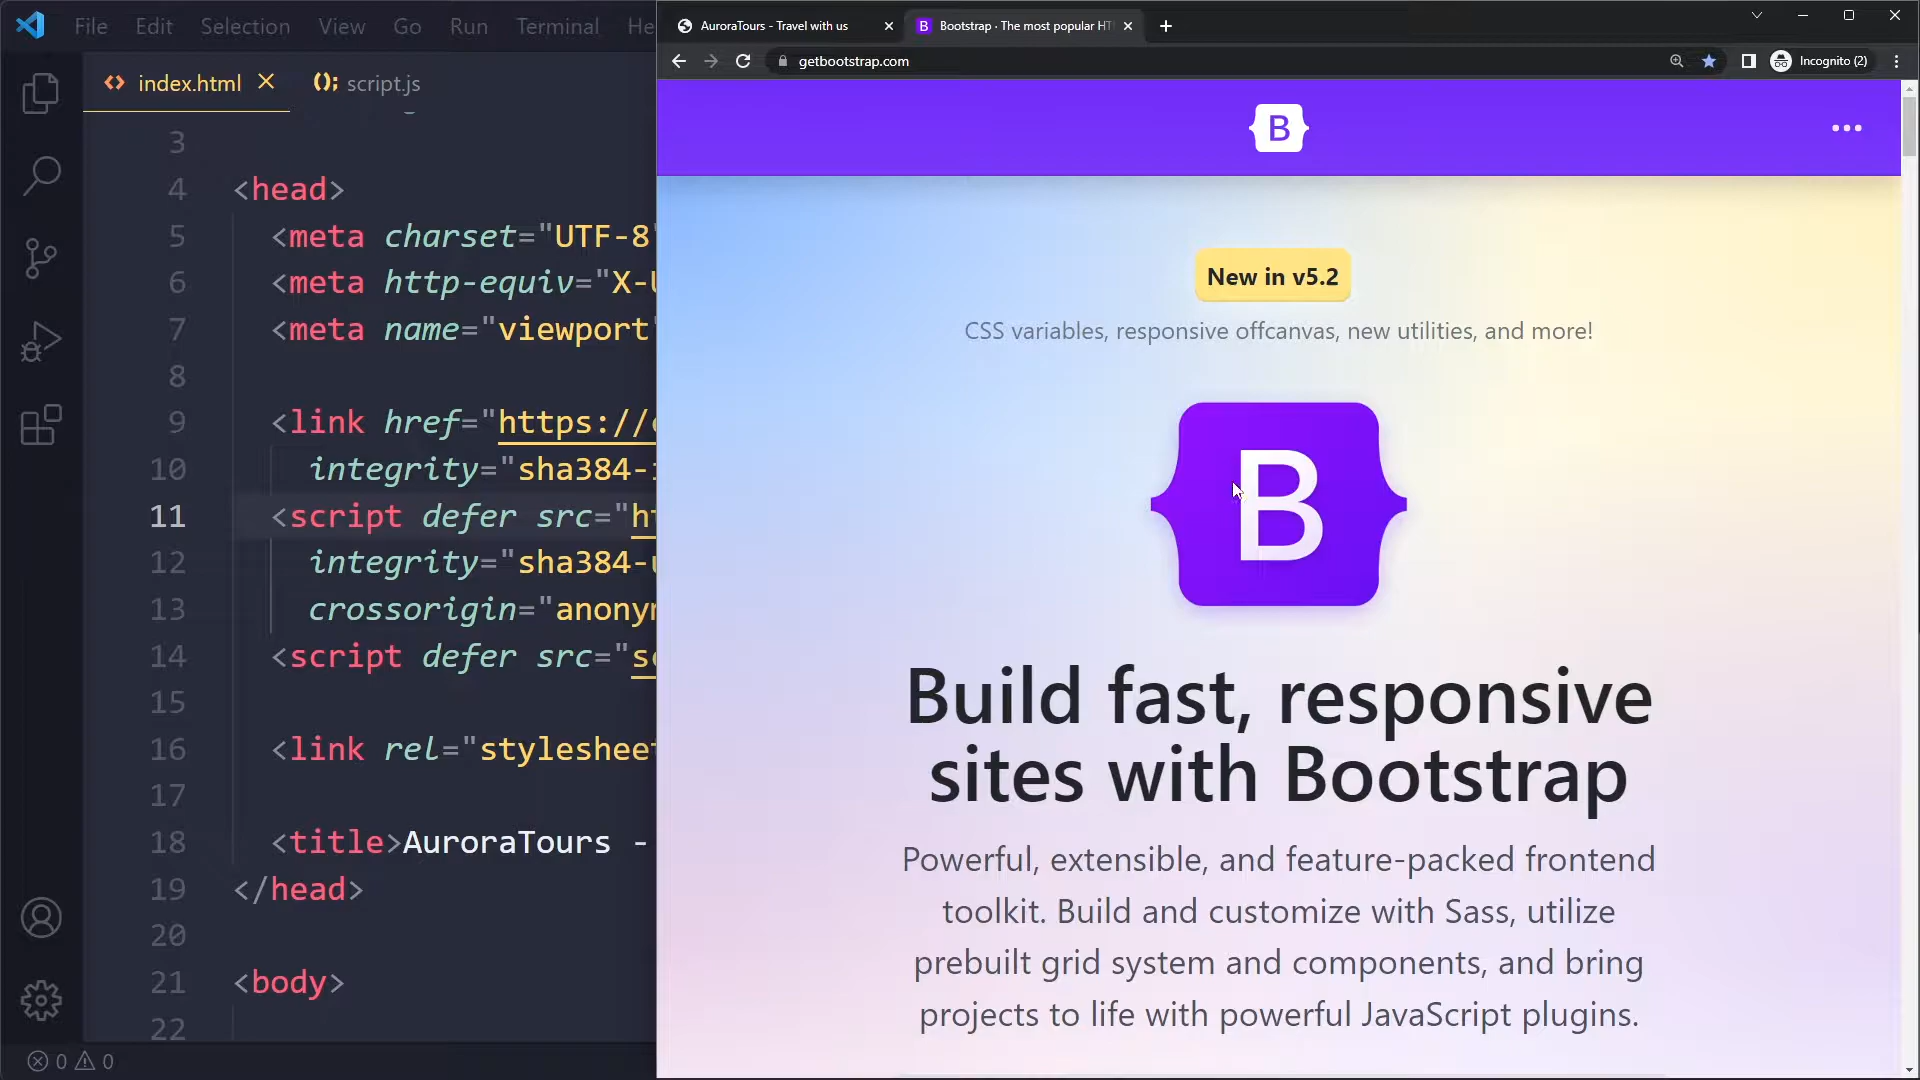 File Edit Selection View Go Run Terminal He
index.html
script.js
3
4 <head>
5 <meta charset="UTF-8"
6 <meta http-equiv="X-U
7 <meta name="viewport"
8
9 <link href="https://c
10 integrity="sha384-
11 <script defer src="ht
12 integrity="sha384-u
13 crossorigin="anonym
14 <script defer src="sc
15
16 <link rel="stylesheet
17
18 <title>AuroraTours -
19 </head>
20
21 <body>
22
0 0
AuroraTours - Travel with us
B Bootstrap · The most popular HT
getbootstrap.com
Incognito (2)
B
New in v5.2
CSS variables, responsive offcanvas, new utilities, and more!
B
Build fast, responsive
sites with Bootstrap
Powerful, extensible, and feature-packed frontend
toolkit. Build and customize with Sass, utilize
prebuilt grid system and components, and bring
projects to life with powerful JavaScript plugins.